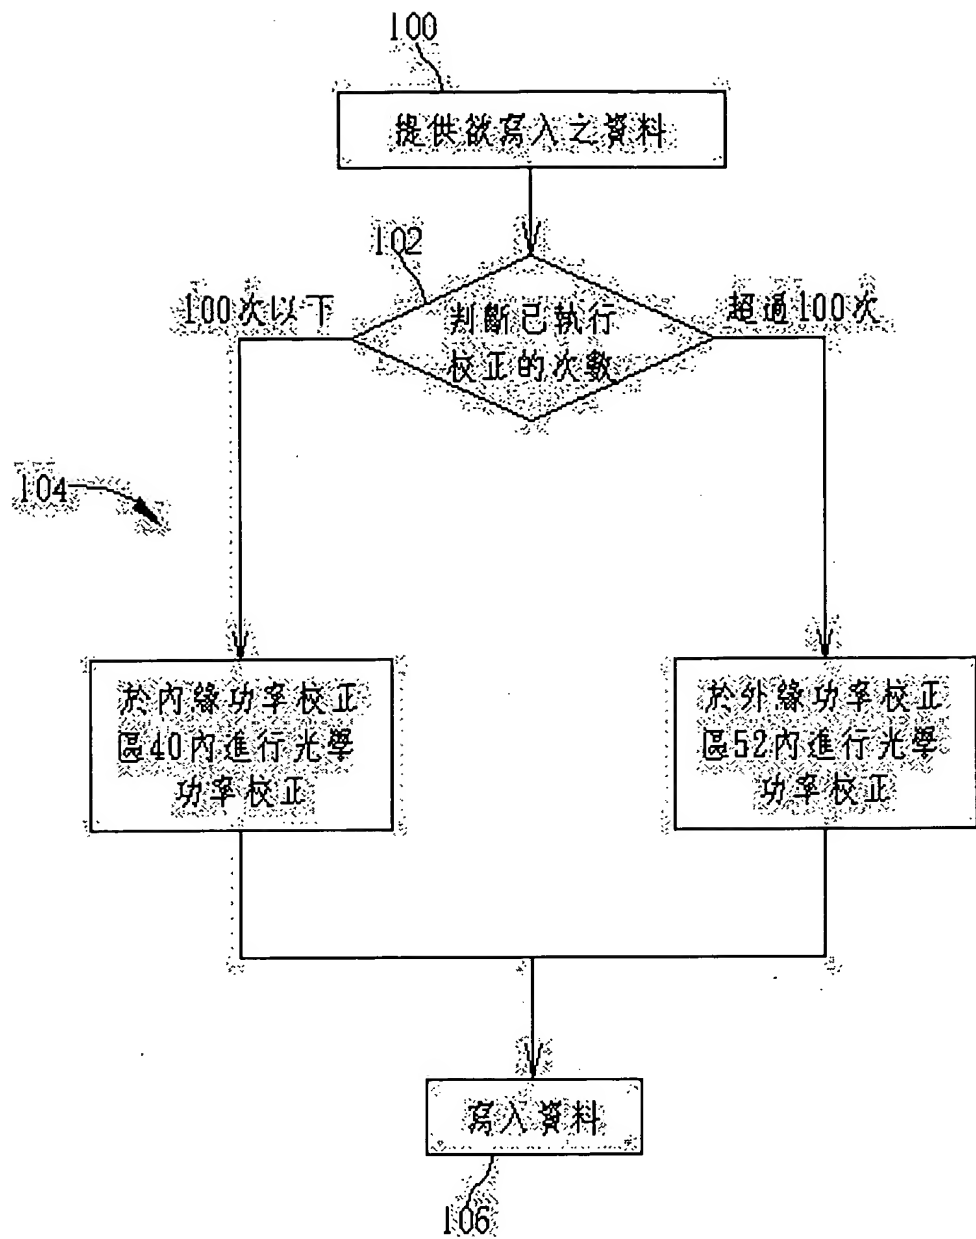 100
提供欲寫入之資料
102
100次以下
判斷已執行
校正的次數
超過100次
104
於內緣功率校正
區40內進行光學
功率校正
於外緣功率校正
區52內進行光學
功率校正
寫入資料
106